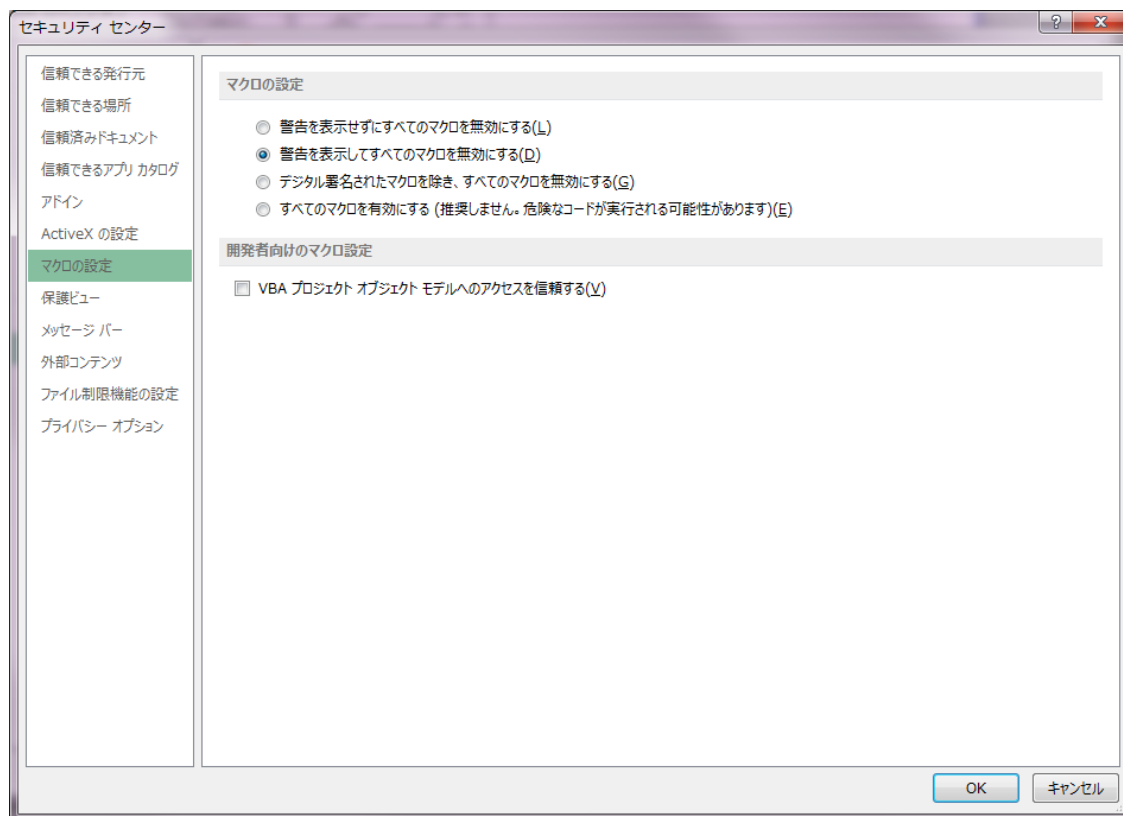 セキュリティ センター
信頼できる発行元
信頼できる場所
信頼済みドキュメント
信頼できるアプリ カタログ
アドイン
ActiveX の設定
マクロの設定
保護ビュー
メッセージ バー
外部コンテンツ
ファイル制限機能の設定
プライバシー オプション
マクロの設定
警告を表示せずにすべてのマクロを無効にする(L)
警告を表示してすべてのマクロを無効にする(D)
デジタル署名されたマクロを除き、すべてのマクロを無効にする(G)
すべてのマクロを有効にする (推奨しません。危険なコードが実行される可能性があります)(E)
開発者向けのマクロ設定
VBA プロジェクト オブジェクト モデルへのアクセスを信頼する(V)
OK
キャンセル